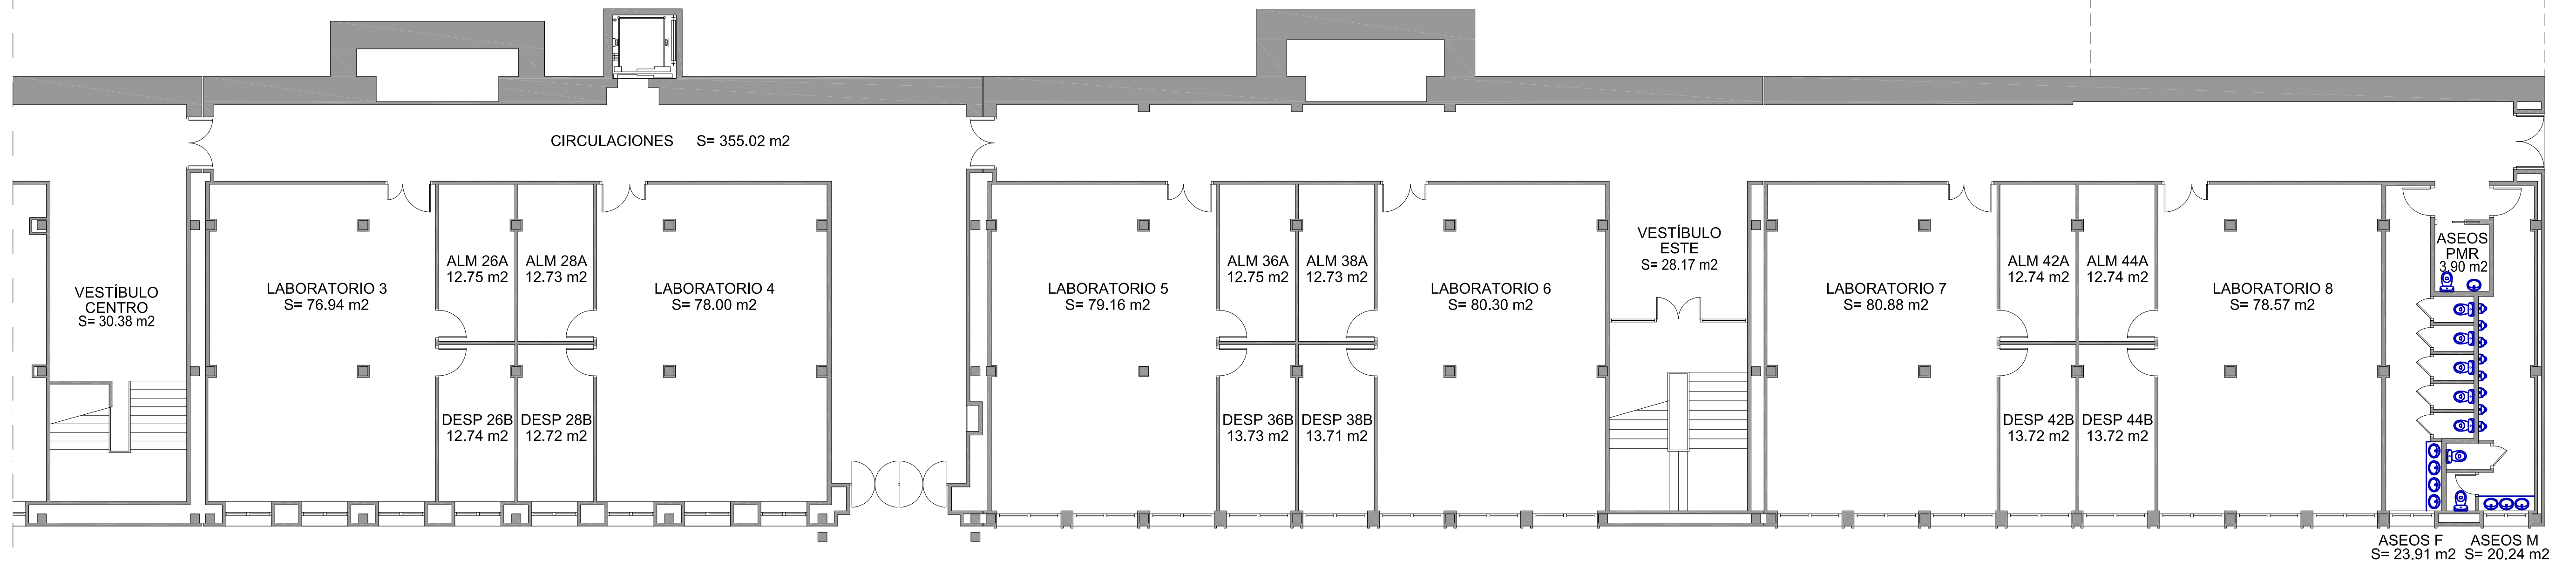 CIRCULACIONES S= 355.02 m2
VESTÍBULO
CENTRO
S= 30.38 m2
LABORATORIO 3
S= 76.94 m2
ALM 26A
12.75 m2
ALM 28A
12.73 m2
DESP 26B
12.74 m2
DESP 28B
12.72 m2
LABORATORIO 4
S= 78.00 m2
LABORATORIO 5
S= 79.16 m2
ALM 36A
12.75 m2
ALM 38A
12.73 m2
DESP 36B
13.73 m2
DESP 38B
13.71 m2
LABORATORIO 6
S= 80.30 m2
VESTÍBULO
ESTE
S= 28.17 m2
LABORATORIO 7
S= 80.88 m2
ALM 42A
12.74 m2
ALM 44A
12.74 m2
DESP 42B
13.72 m2
DESP 44B
13.72 m2
LABORATORIO 8
S= 78.57 m2
ASEOS
PMR
3.90 m2
ASEOS F
S= 23.91 m2
ASEOS M
S= 20.24 m2